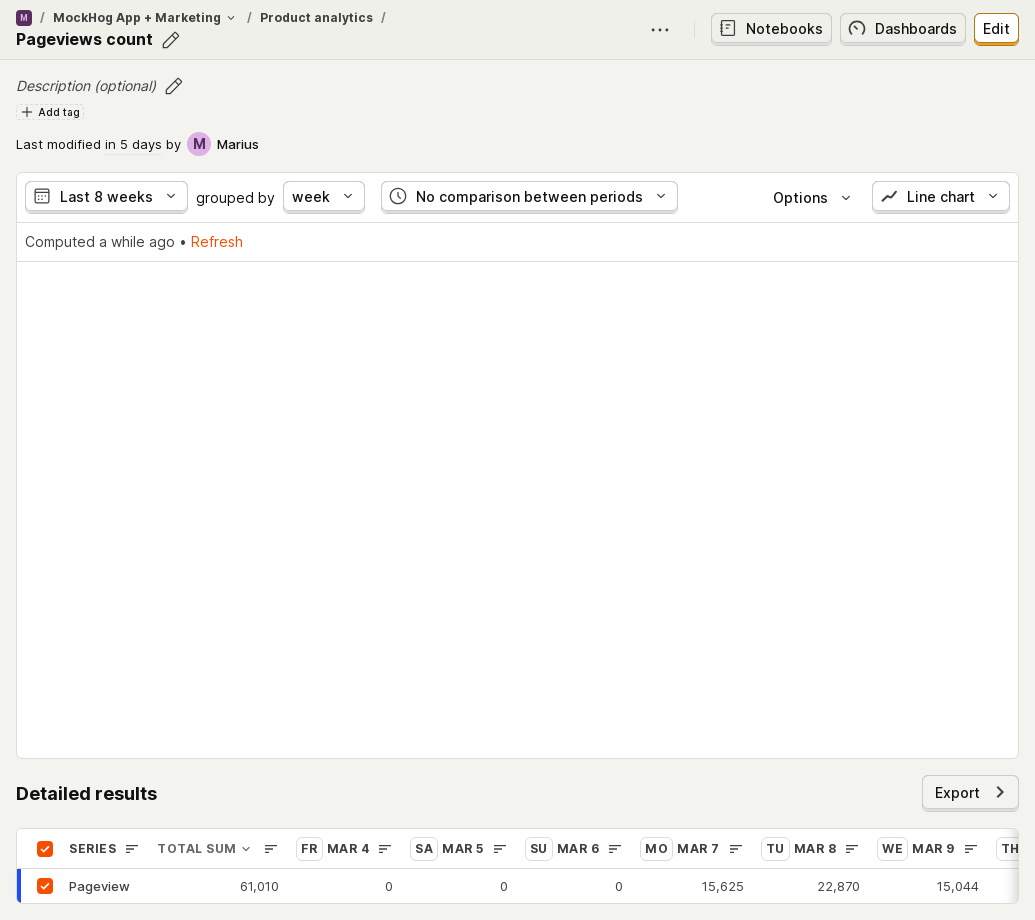 M / MockHog App + Marketing / Product analytics /
Pageviews count
Notebooks
Dashboards
Edit
Description (optional)
Add tag
Last modified in 5 days by M Marius
Last 8 weeks grouped by week No comparison between periods Options Line chart
Computed a while ago • Refresh
Detailed results
Export
SERIES TOTAL SUM FR MAR 4 SA MAR 5 SU MAR 6 MO MAR 7 TU MAR 8 WE MAR 9 TH
Pageview 61,010 0 0 0 15,625 22,870 15,044